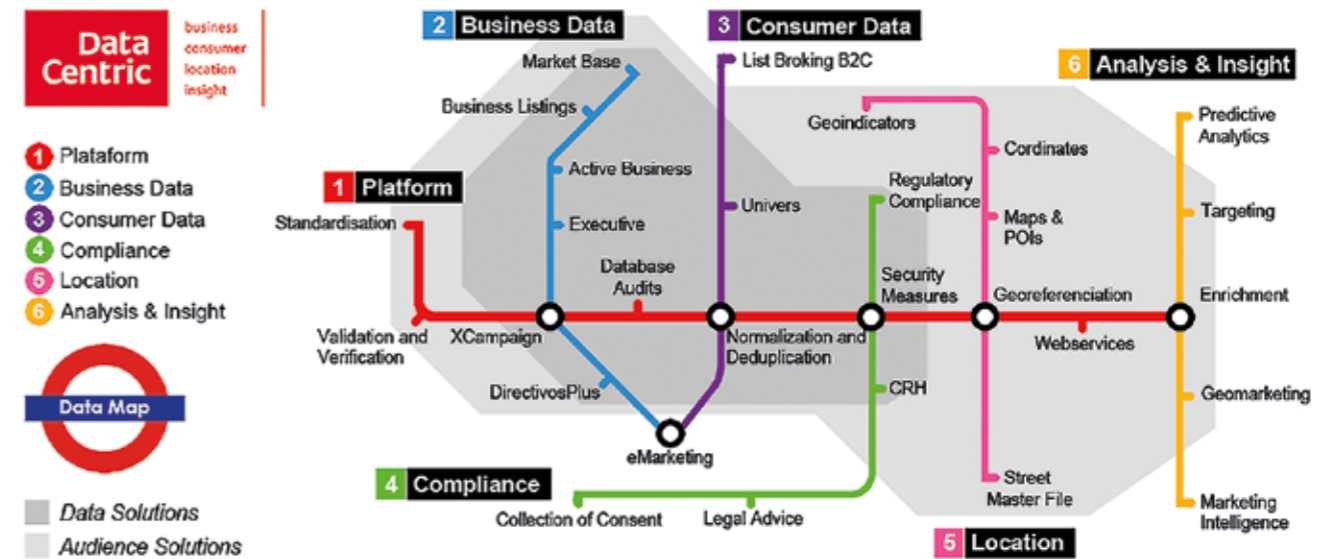 Data
Centric
business
consumer
location
insight
1 Plataform
2 Business Data
3 Consumer Data
4 Compliance
5 Location
6 Analysis & Insight
Data Map
Data Solutions
Audience Solutions
2 Business Data
3 Consumer Data
6 Analysis & Insight
1 Platform
4 Compliance
5 Location
Market Base
Business Listings
Active Business
Executive
Standardisation
Validation and
Verification
XCampaign
Database
Audits
DirectivosPlus
eMarketing
List Broking B2C
Univers
Normalization and
Deduplication
Regulatory
Compliance
Security
Measures
CRH
Collection of Consent
Legal Advice
Geoindicators
Cordinates
Maps &
POIs
Georeferenciation
Webservices
Street
Master File
Predictive
Analytics
Targeting
Enrichment
Geomarketing
Marketing
Intelligence